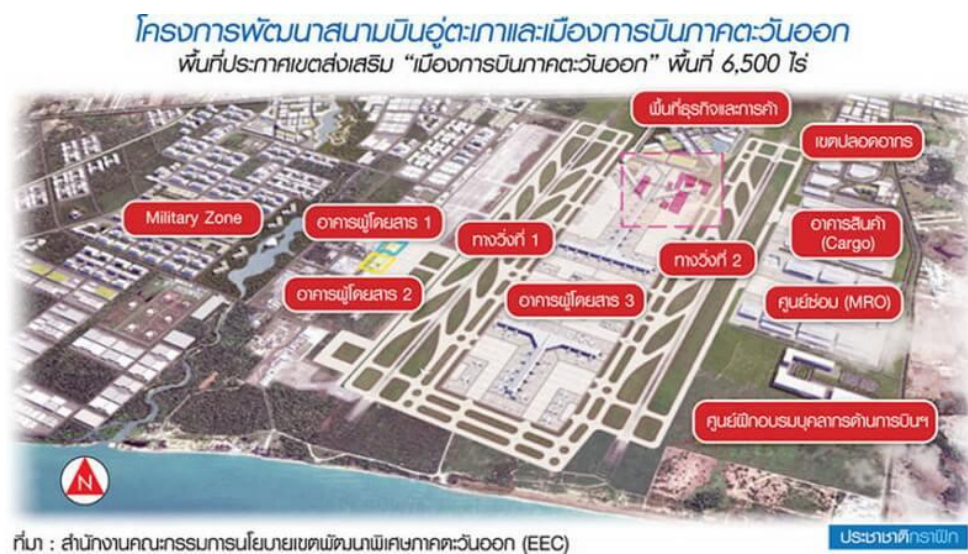 โครงการพัฒนาสนามบินอู่ตะเภาและเมืองการบินภาคตะวันออก
พื้นที่ประกาศเขตส่งเสริม “เมืองการบินภาคตะวันออก” พื้นที่ 6,500 ไร่
พื้นที่ธุรกิจและการค้า
เขตปลอดอากร
Military Zone
อาคารผู้โดยสาร 1
ทางวิ่งที่ 1
อาคารสินค้า
(Cargo)
ทางวิ่งที่ 2
อาคารผู้โดยสาร 2
อาคารผู้โดยสาร 3
ศูนย์ซ่อม (MRO)
ศูนย์ฝึกอบรมบุคลากรด้านการบินฯ
N
ที่มา : สำนักงานคณะกรรมการนโยบายเขตพัฒนาพิเศษภาคตะวันออก (EEC)
ประชาชาติกราฟิก